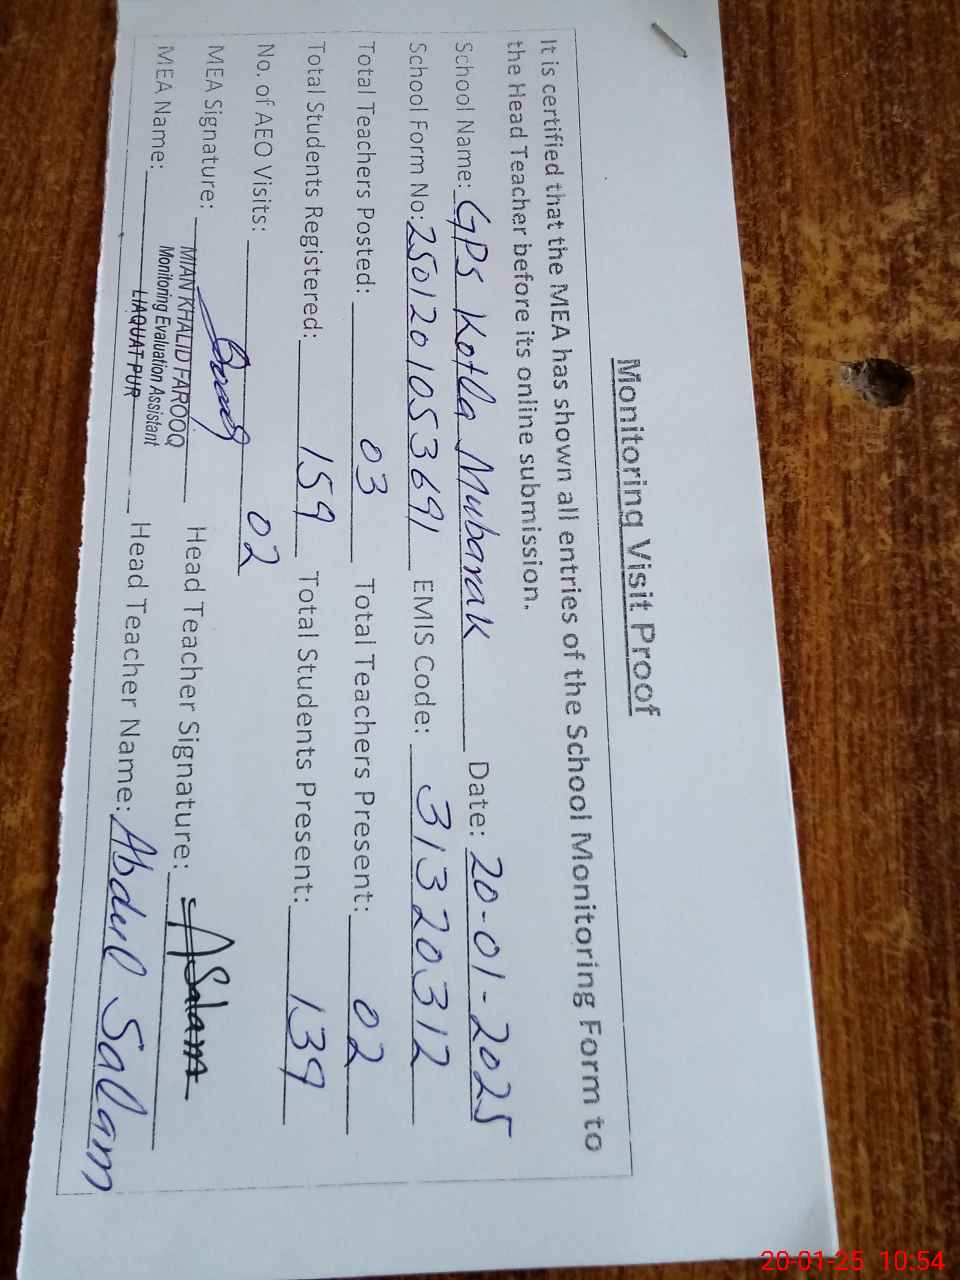 Monitoring Visit Proof
It is certified that the MEA has shown all entries of the School Monitoring Form to
the Head Teacher before its online submission.
School Name: GPS Kotla Mubarak Date: 20-01-2025
School Form No: 2501201053691 EMIS Code: 31320312
Total Teachers Posted: 03 Total Teachers Present: 02
Total Students Registered: 159 Total Students Present: 139
No. of AEO Visits: 02
MEA Signature: Head Teacher Signature: ASalam
MIAN KHALID FAROOQ
Monitoring Evaluation Assistant
LIAQUAT PUR
MEA Name: Head Teacher Name: Abdul Salam
20-01-25 10:54